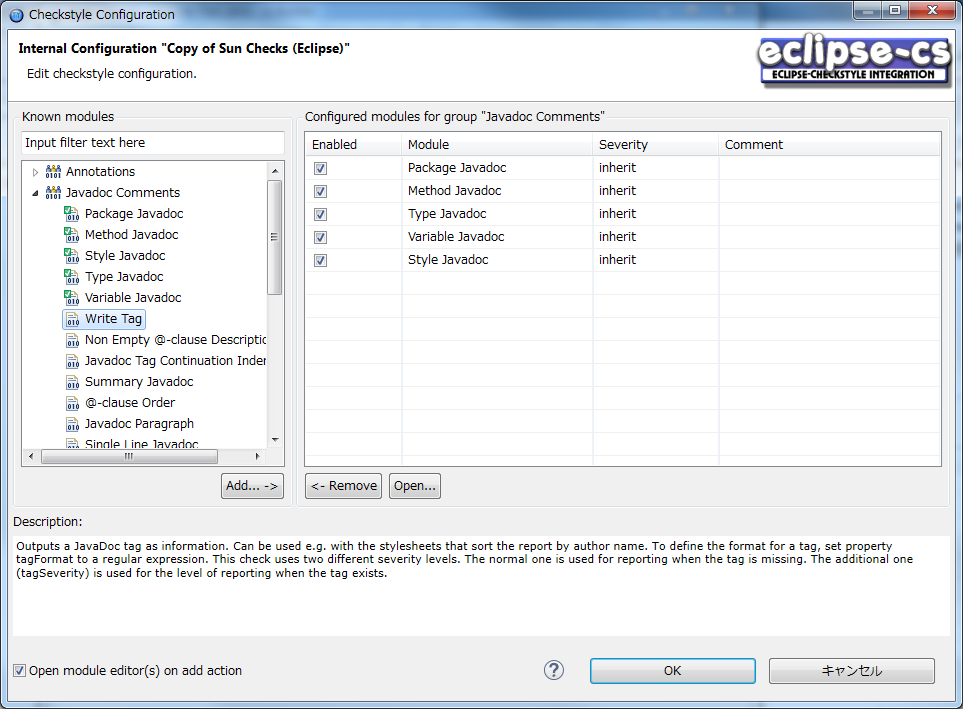 Checkstyle Configuration
Internal Configuration "Copy of Sun Checks (Eclipse)"
Edit checkstyle configuration.
eclipse-cs
ECLIPSE-CHECKSTYLE INTEGRATION
Known modules
Input filter text here
Annotations
Javadoc Comments
Package Javadoc
Method Javadoc
Style Javadoc
Type Javadoc
Variable Javadoc
Write Tag
Non Empty @-clause Descriptic
Javadoc Tag Continuation Inder
Summary Javadoc
@-clause Order
Javadoc Paragraph
Single Line Javadoc
Add... ->
Configured modules for group "Javadoc Comments"
Enabled Module Severity Comment
Package Javadoc inherit
Method Javadoc inherit
Type Javadoc inherit
Variable Javadoc inherit
Style Javadoc inherit
<- Remove Open...
Description:
Outputs a JavaDoc tag as information. Can be used e.g. with the stylesheets that sort the report by author name. To define the format for a tag, set property
tagFormat to a regular expression. This check uses two different severity levels. The normal one is used for reporting when the tag is missing. The additional one
(tagSeverity) is used for the level of reporting when the tag exists.
Open module editor(s) on add action
? OK キャンセル